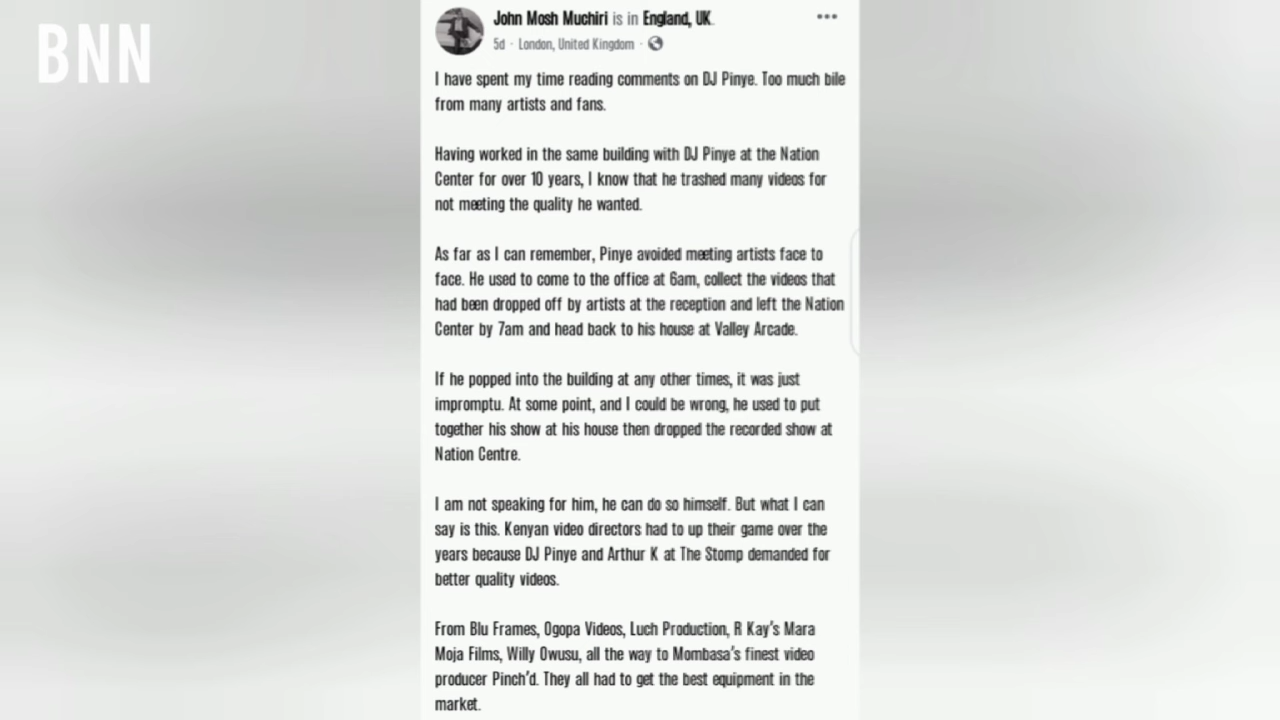 BNN
John Mosh Muchiri is in England, UK.
5d · London, United Kingdom ·
I have spent my time reading comments on DJ Pinye. Too much bile
from many artists and fans.
Having worked in the same building with DJ Pinye at the Nation
Center for over 10 years, I know that he trashed many videos for
not meeting the quality he wanted.
As far as I can remember, Pinye avoided meeting artists face to
face. He used to come to the office at 6am, collect the videos that
had been dropped off by artists at the reception and left the Nation
Center by 7am and head back to his house at Valley Arcade.
If he popped into the building at any other times, it was just
impromptu. At some point, and I could be wrong, he used to put
together his show at his house then dropped the recorded show at
Nation Centre.
I am not speaking for him, he can do so himself. But what I can
say is this. Kenyan video directors had to up their game over the
years because DJ Pinye and Arthur K at The Stomp demanded for
better quality videos.
From Blu Frames, Ogopa Videos, Luch Production, R Kay's Mara
Moja Films, Willy Owusu, all the way to Mombasa's finest video
producer Pinch'd. They all had to get the best equipment in the
market.